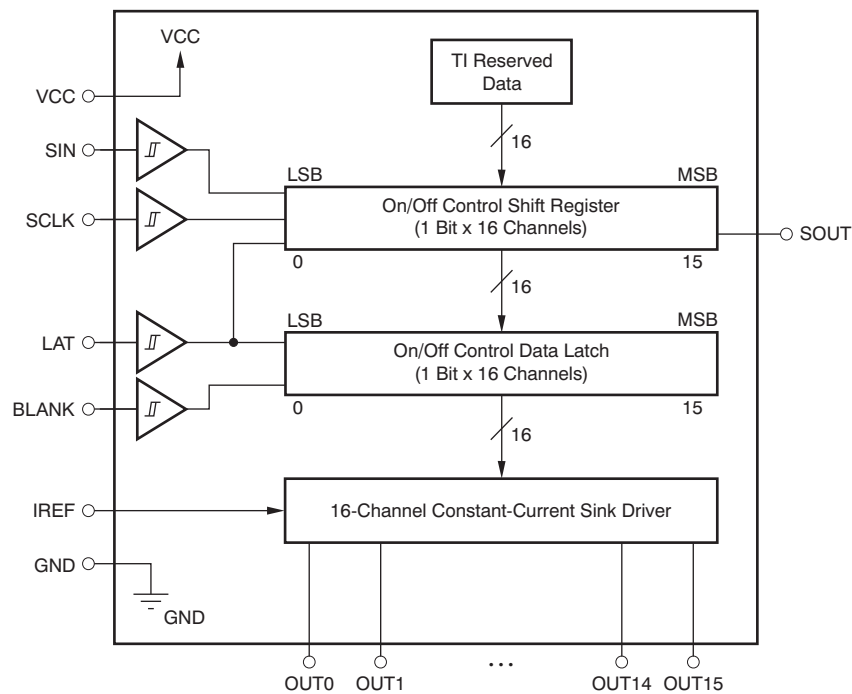 VCC
TI Reserved
Data
VCC
SIN
16
LSB
MSB
SCLK
On/Off Control Shift Register
(1 Bit x 16 Channels)
SOUT
0
15
16
LSB
MSB
LAT
On/Off Control Data Latch
(1 Bit x 16 Channels)
BLANK
0
15
16
IREF
16-Channel Constant-Current Sink Driver
GND
GND
OUT0
OUT1
...
OUT14
OUT15